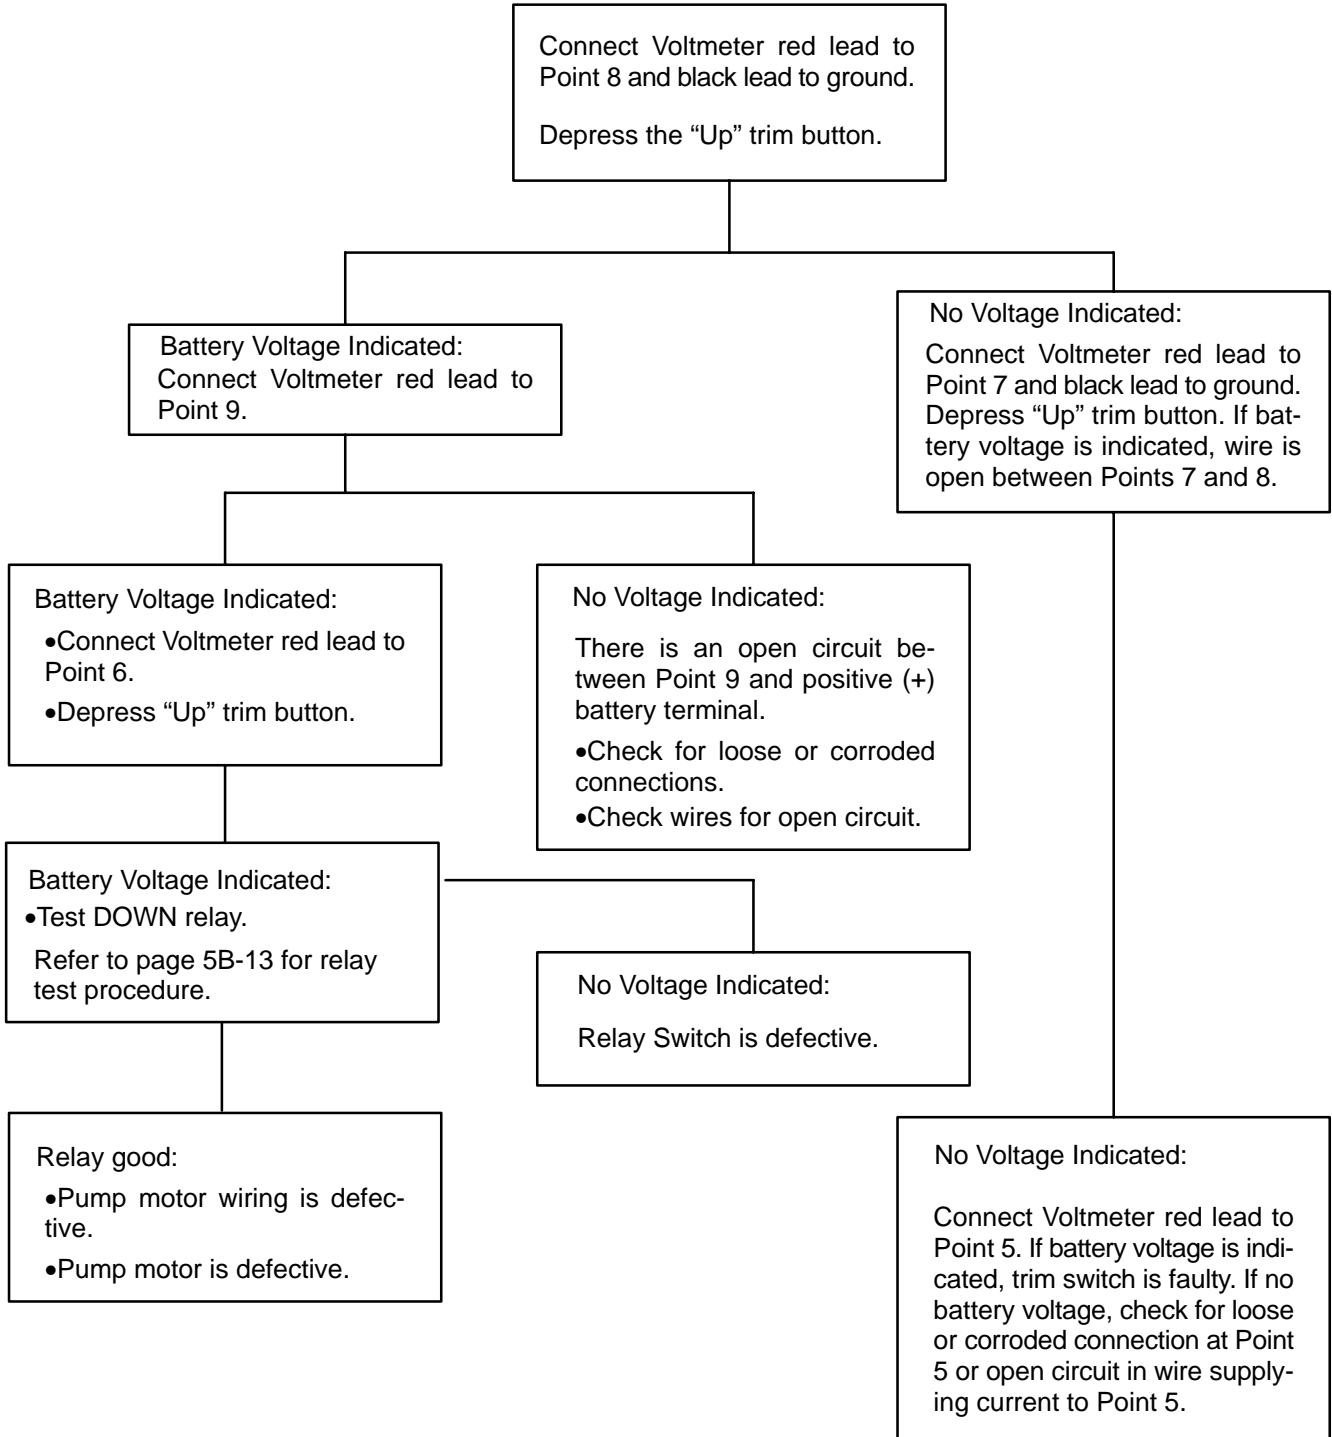 Connect Voltmeter red lead to
Point 8 and black lead to ground.
Depress the “Up” trim button.
Battery Voltage Indicated:
Connect Voltmeter red lead to
Point 9.
No Voltage Indicated:
Connect Voltmeter red lead to
Point 7 and black lead to ground.
Depress “Up” trim button. If bat-
tery voltage is indicated, wire is
open between Points 7 and 8.
Battery Voltage Indicated:
•Connect Voltmeter red lead to
Point 6.
•Depress “Up” trim button.
No Voltage Indicated:
There is an open circuit be-
tween Point 9 and positive (+)
battery terminal.
•Check for loose or corroded
connections.
•Check wires for open circuit.
Battery Voltage Indicated:
•Test DOWN relay.
Refer to page 5B-13 for relay
test procedure.
No Voltage Indicated:
Relay Switch is defective.
Relay good:
•Pump motor wiring is defec-
tive.
•Pump motor is defective.
No Voltage Indicated:
Connect Voltmeter red lead to
Point 5. If battery voltage is indi-
cated, trim switch is faulty. If no
battery voltage, check for loose
or corroded connection at Point
5 or open circuit in wire supply-
ing current to Point 5.